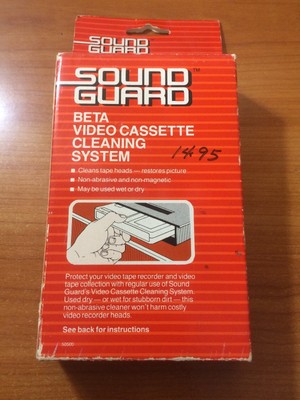 SOUND
GUARD
SOUND
GUARD™
BETA
VIDEO CASSETTE
CLEANING
SYSTEM
1495
■ Cleans tape heads — restores picture
■ Non-abrasive and non-magnetic
■ May be used wet or dry
Protect your video tape recorder and video
tape collection with regular use of Sound
Guard's Video Cassette Cleaning System.
Used dry — or wet for stubborn dirt — this
non-abrasive cleaner won't harm costly
video recorder heads.
See back for instructions